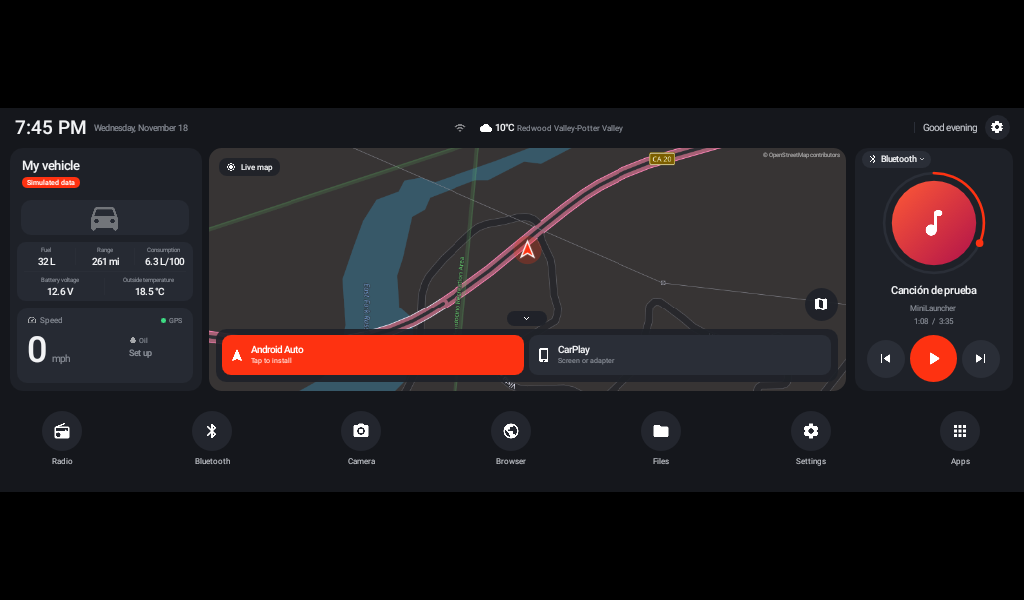 7:45 PM
Wednesday, November 18
10°C Redwood Valley-Potter Valley
Good evening
My vehicle
Simulated data
Fuel
32 L
Range
261 mi
Consumption
6.3 L/100
Battery voltage
12.6 V
Outside temperature
18.5 °C
Speed
GPS
0 mph
Oil
Set up
Live map
CA 20
© OpenStreetMap contributors
Android Auto
Tap to install
CarPlay
Screen or adapter
Bluetooth
Canción de prueba
MiniLauncher
1:08 / 3:35
Radio
Bluetooth
Camera
Browser
Files
Settings
Apps